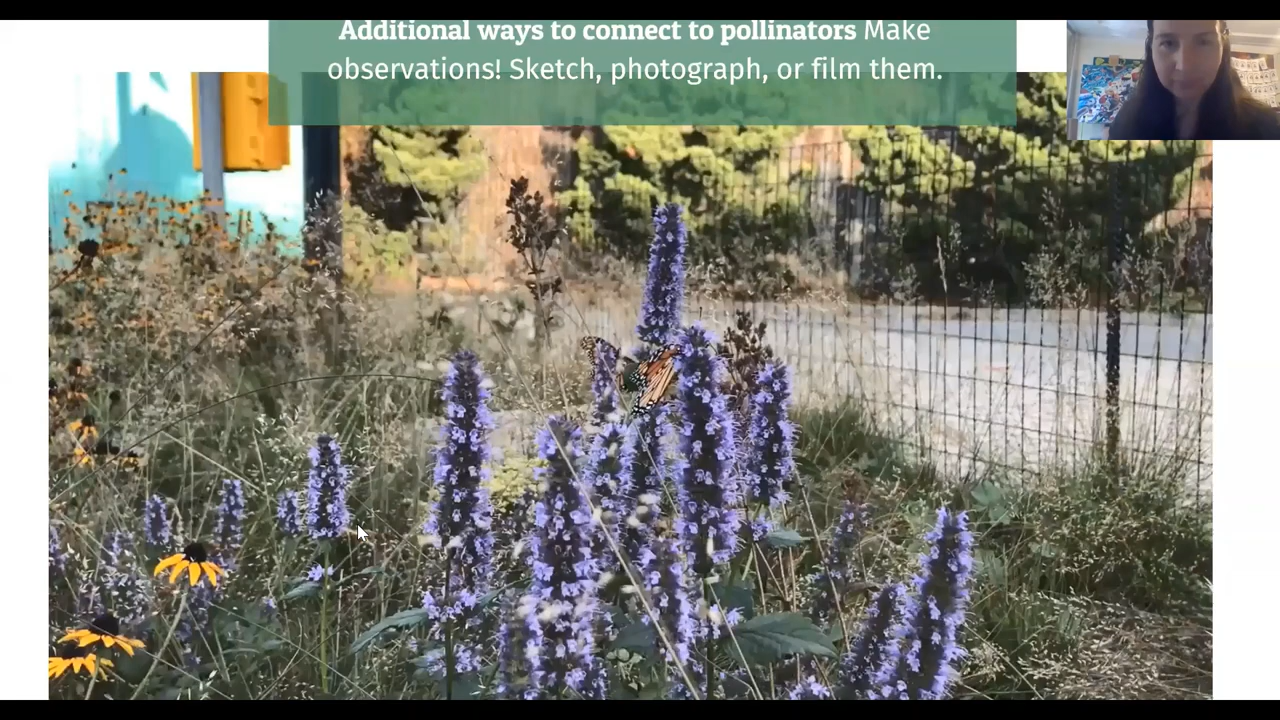 Additional ways to connect to pollinators Make
observations! Sketch, photograph, or film them.